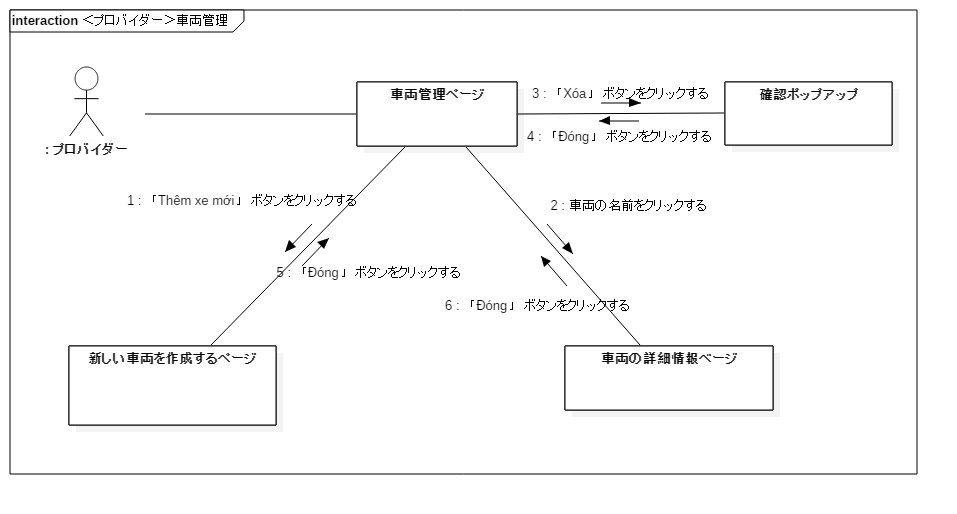 interaction ＜プロバイダー＞車両管理
: プロバイダー
車両管理ページ
3 : 「Xóa」 ボタンをクリックする
4 : 「Đóng」 ボタンをクリックする
確認ポップアップ
1 : 「Thêm xe mới」 ボタンをクリックする
2 : 車両の名前をクリックする
5 : 「Đóng」 ボタンをクリックする
6 : 「Đóng」 ボタンをクリックする
新しい車両を作成するページ
車両の詳細情報ページ